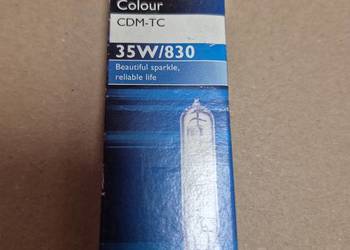 Colour
CDM-TC
35W/830
Beautiful sparkle,
reliable life